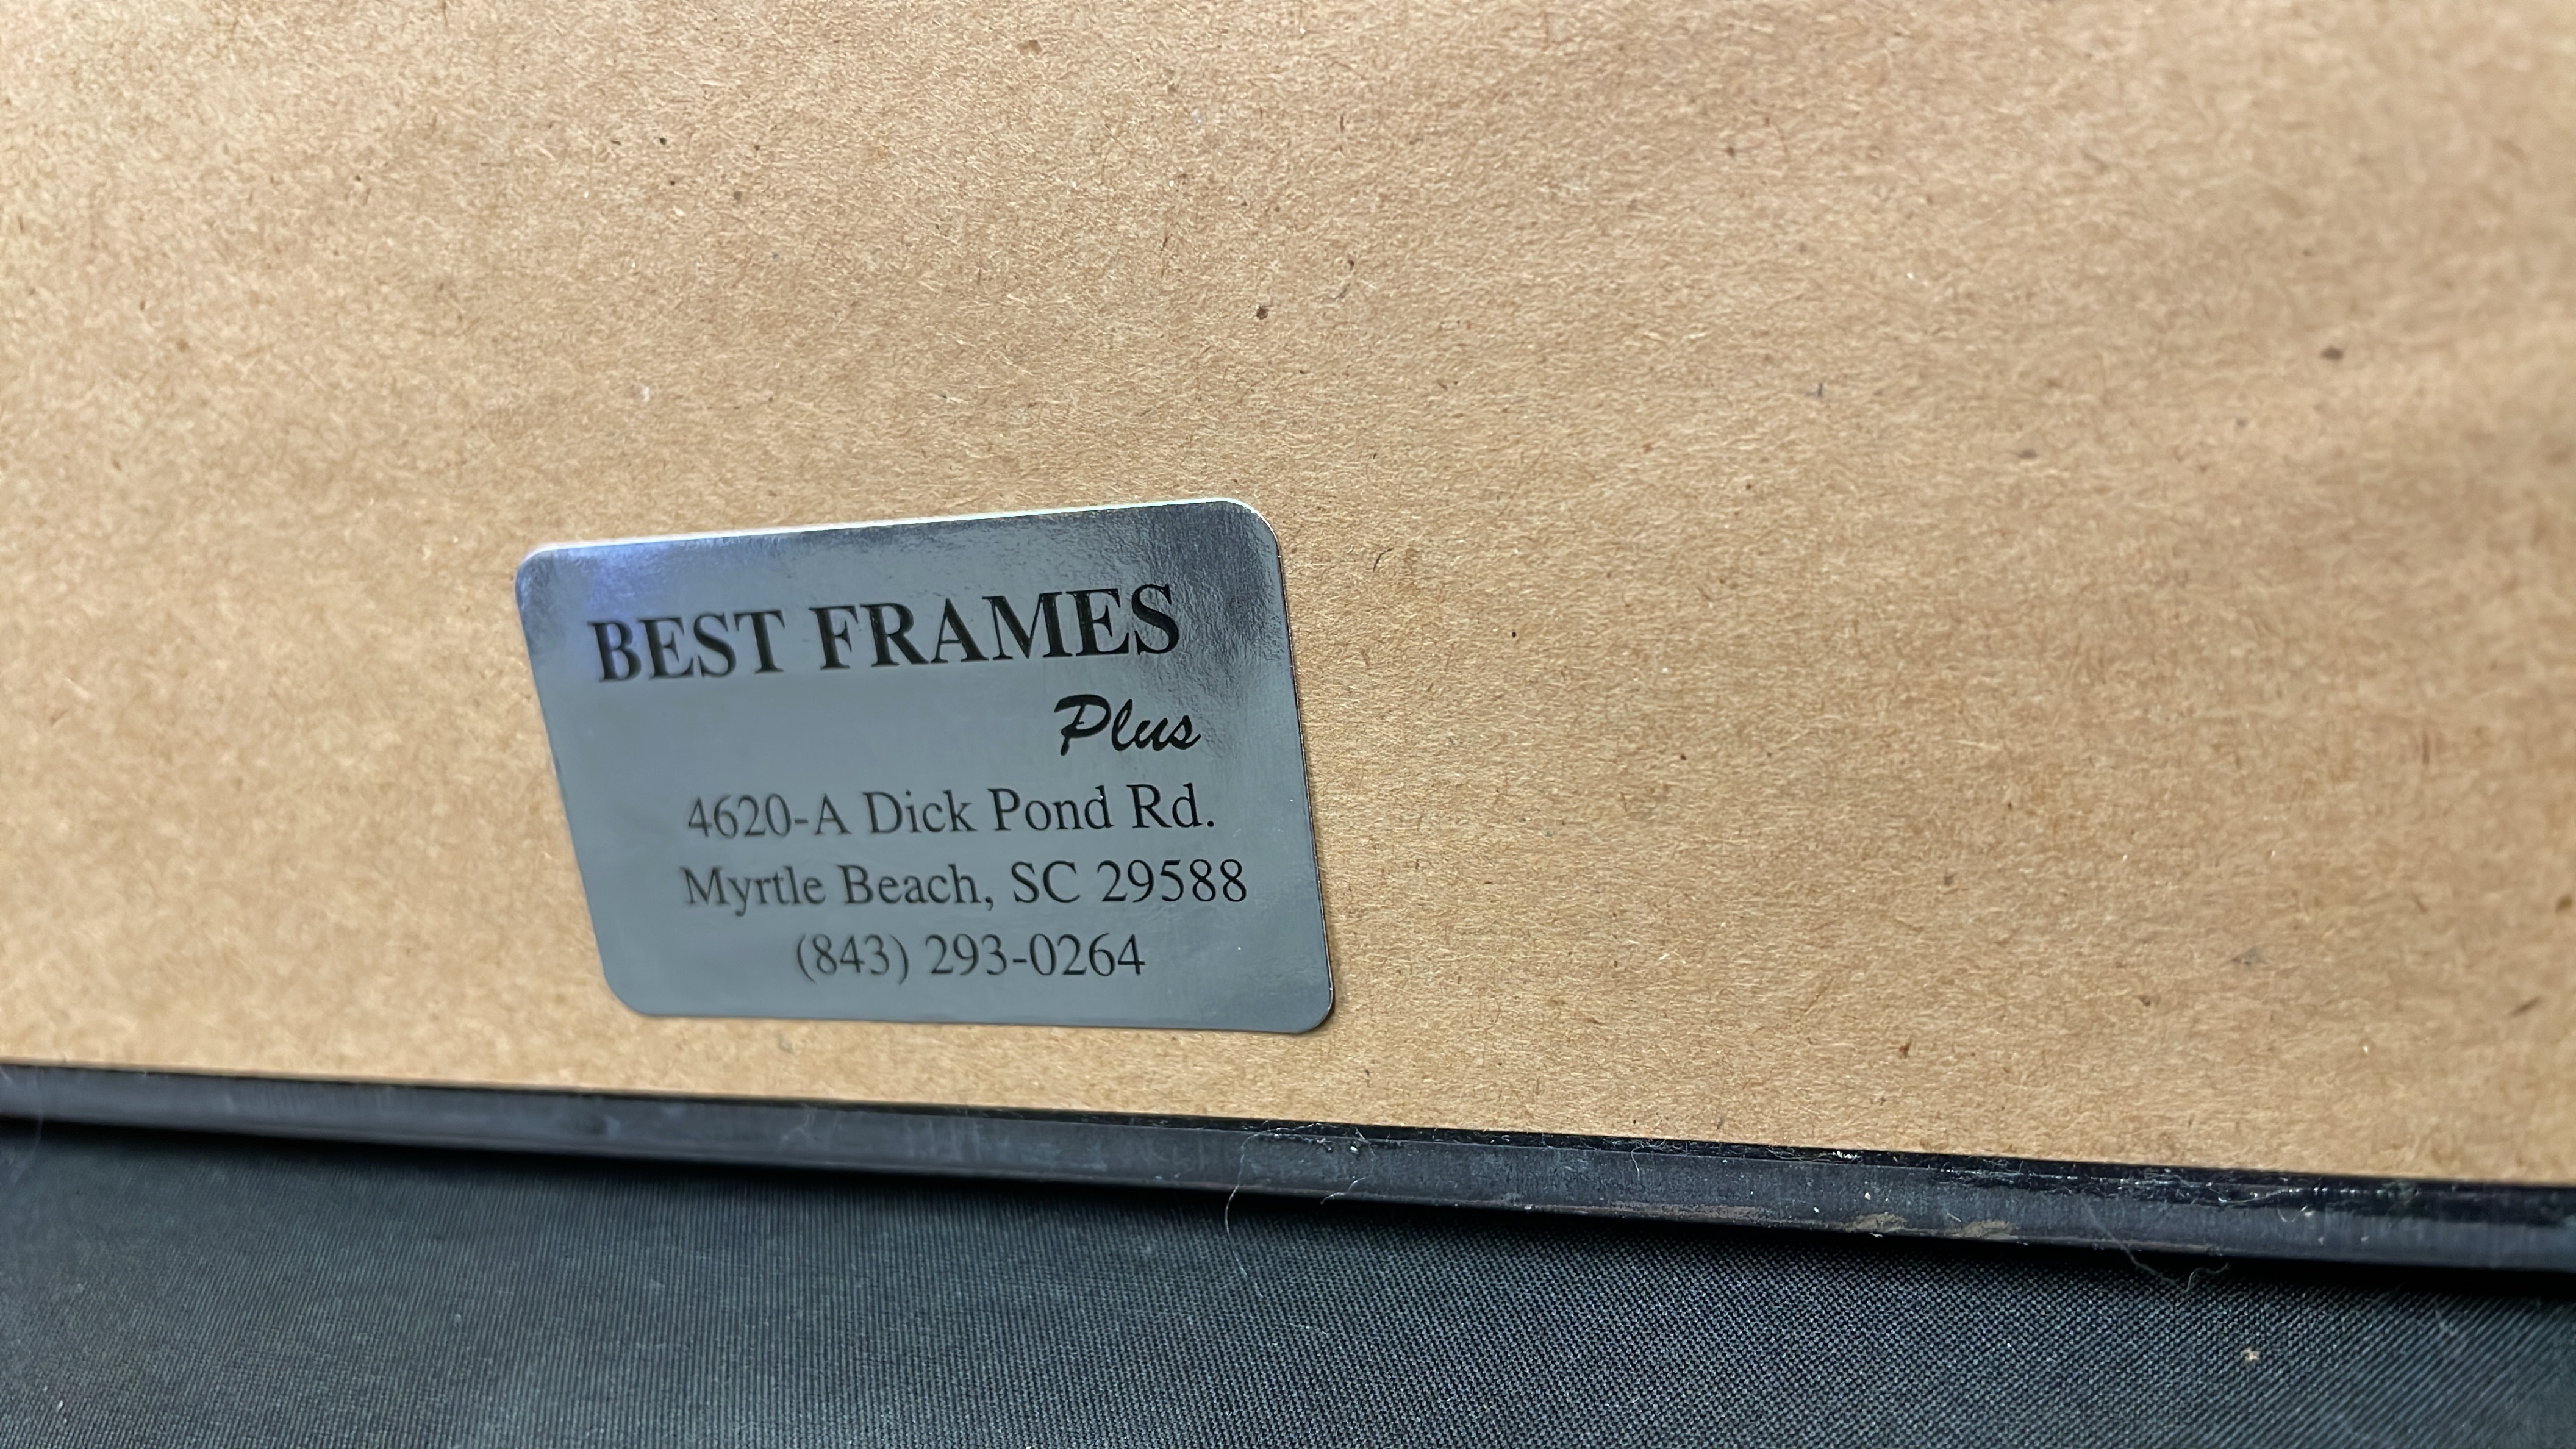 BEST FRAMES
Plus
4620-A Dick Pond Rd.
Myrtle Beach, SC 29588
(843) 293-0264